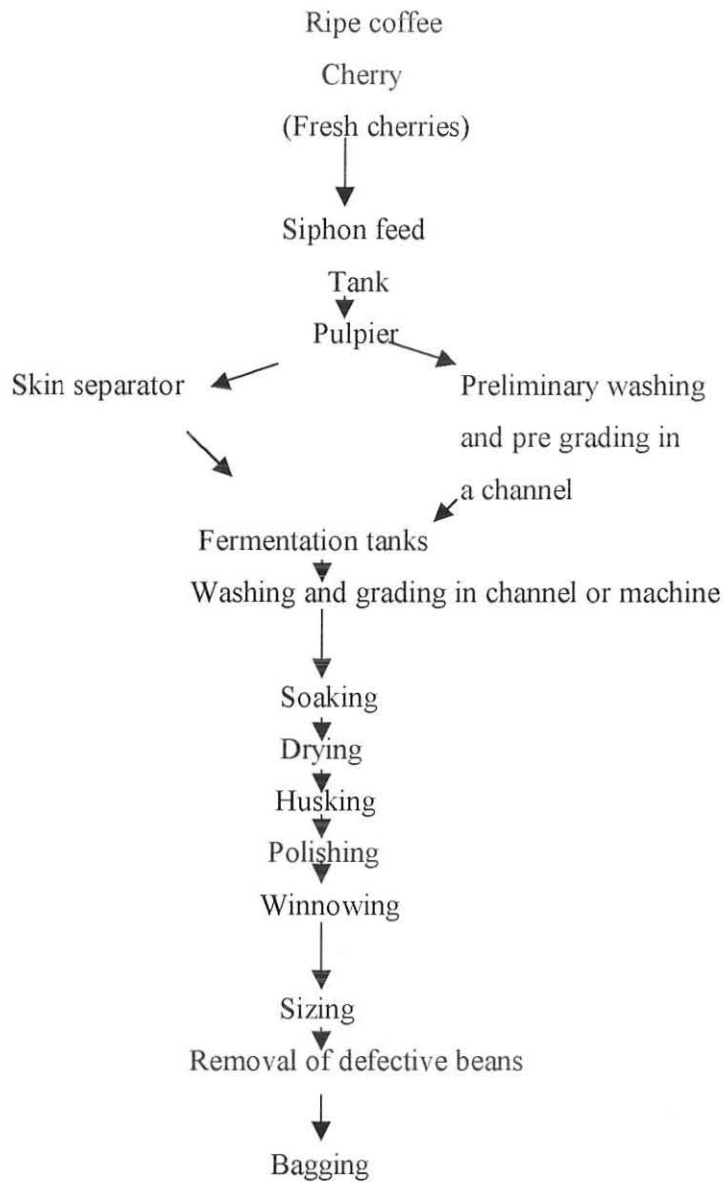 Ripe coffee
Cherry
(Fresh cherries)
Siphon feed
Tank
Pulpier
Skin separator
Preliminary washing
and pre grading in
a channel
Fermentation tanks
Washing and grading in channel or machine
Soaking
Drying
Husking
Polishing
Winnowing
Sizing
Removal of defective beans
Bagging